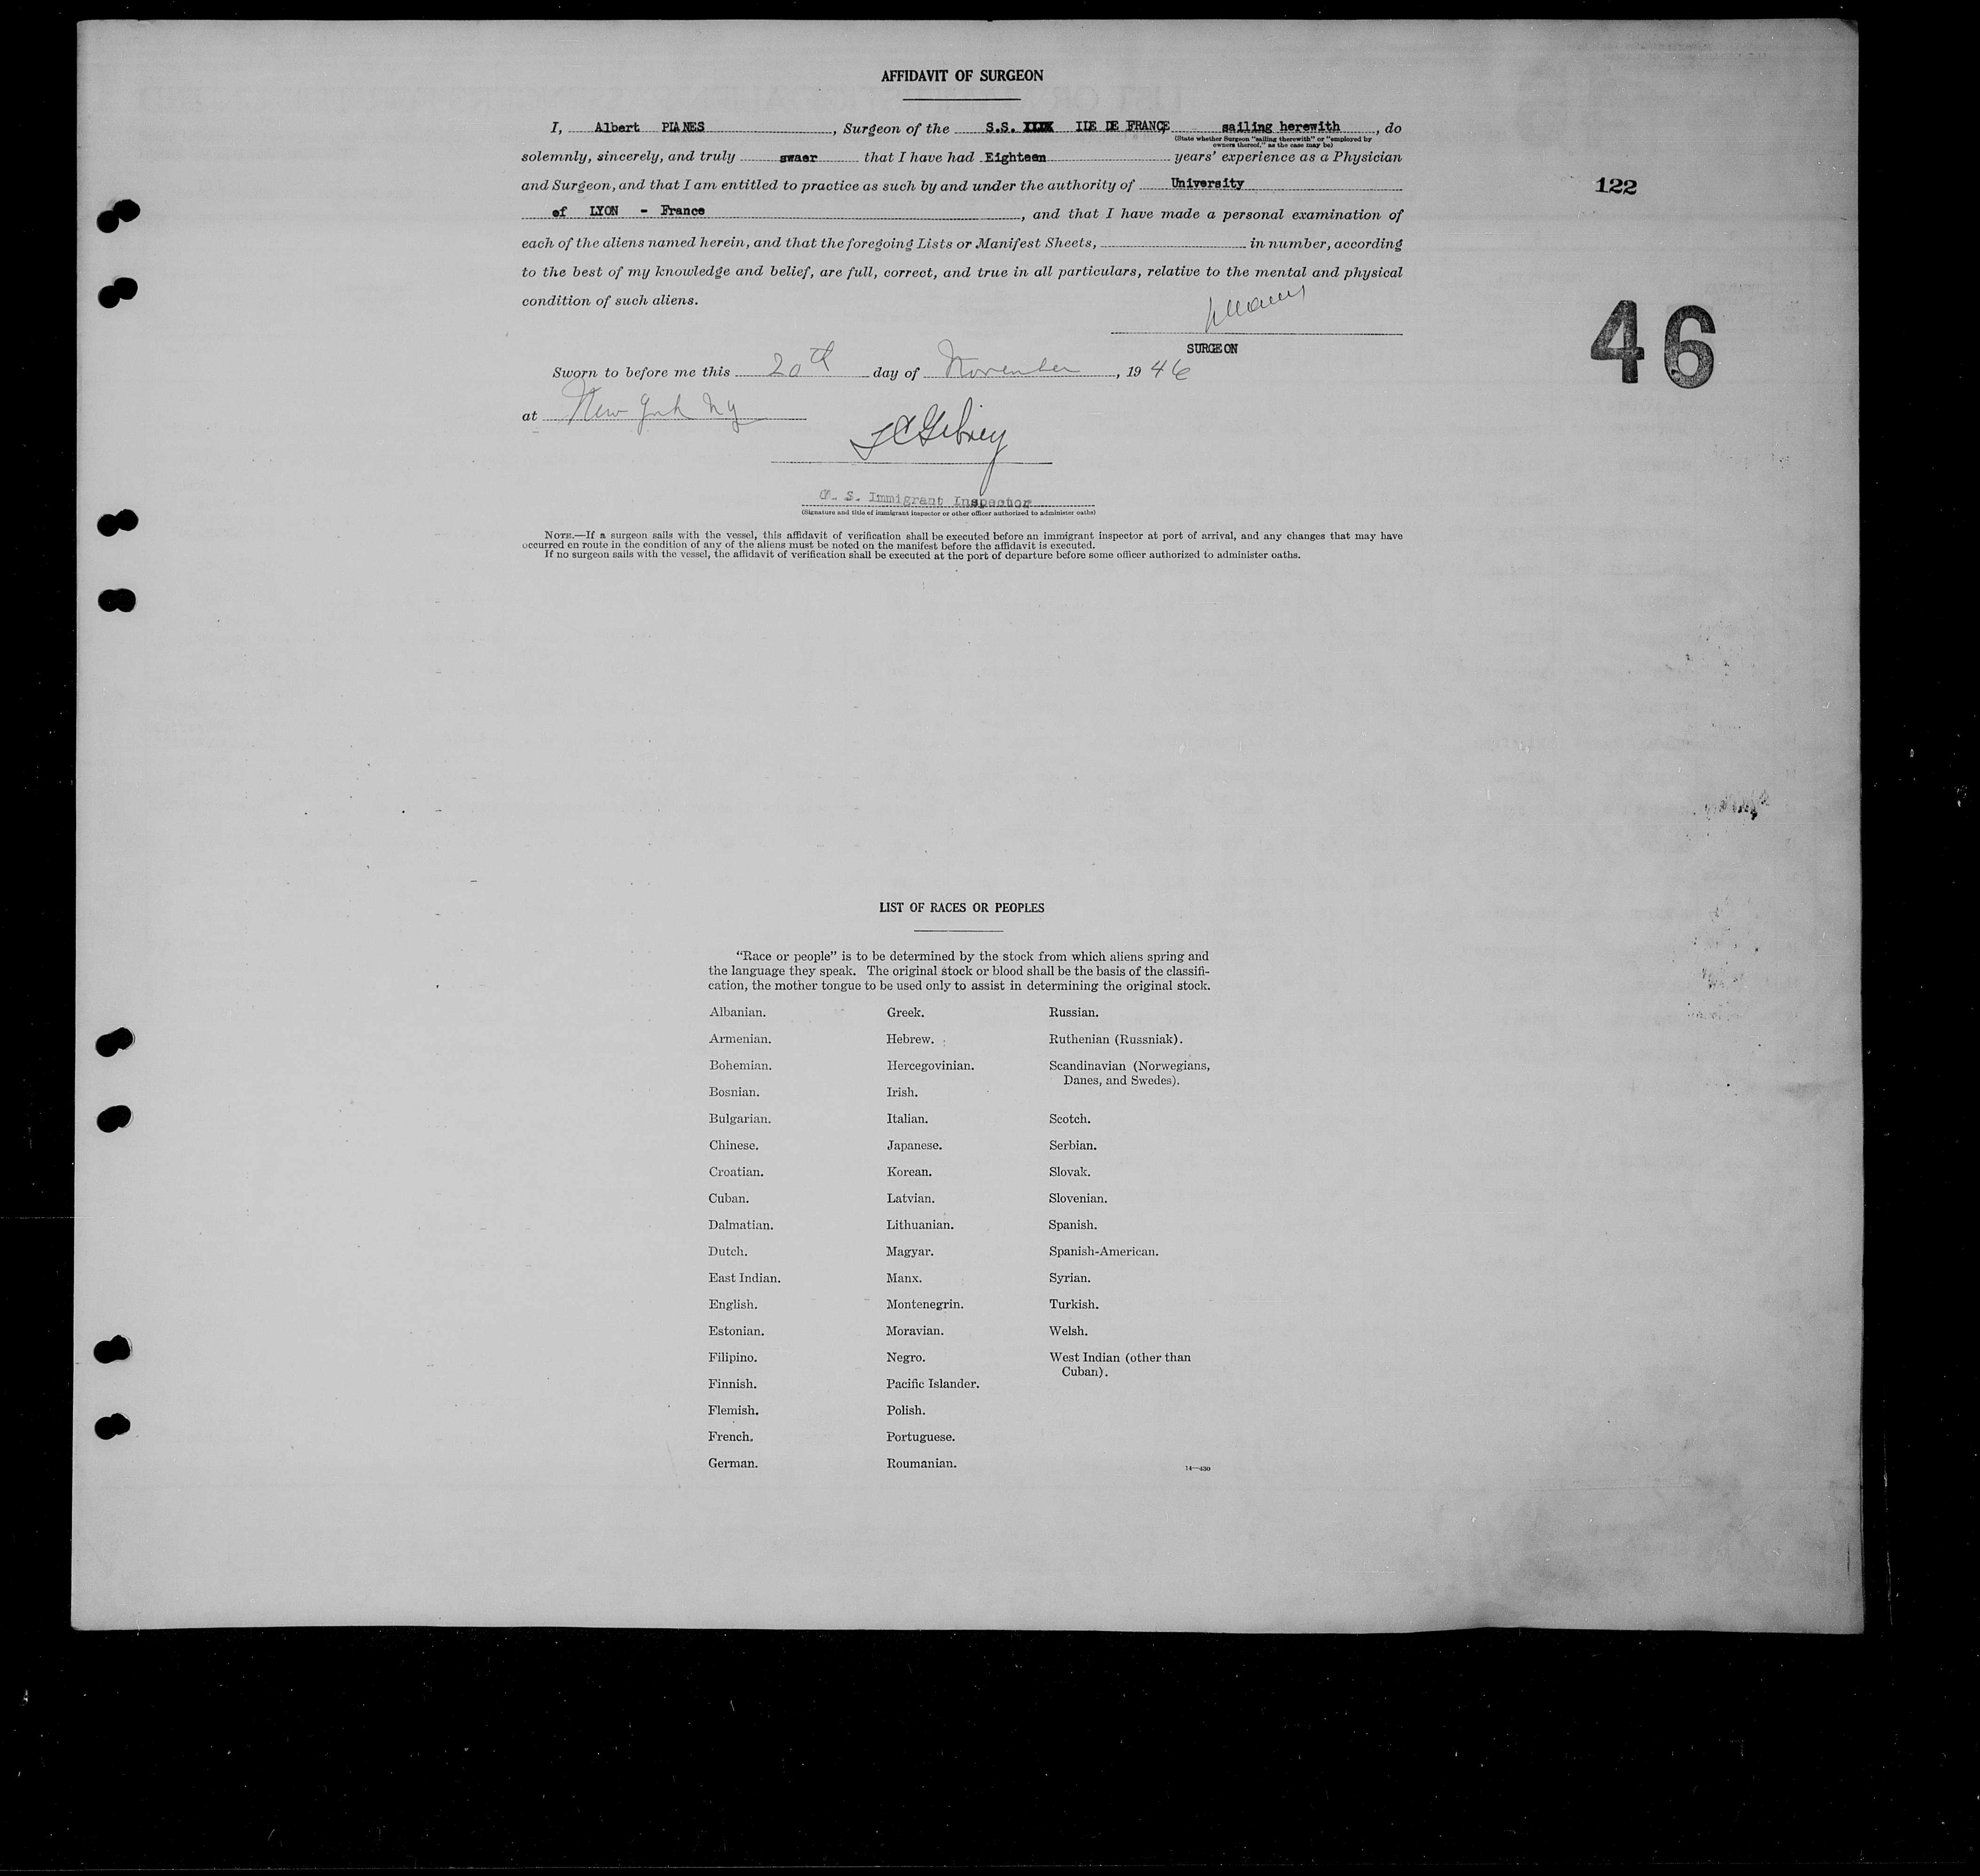 AFFIDAVIT OF SURGEON
I, Albert PLANES, Surgeon of the S.S. ILE DE FRANCE sailing herewith, do
(State whether Surgeon "sailing therewith" or "employed by
owners thereof," as the case may be)
solemnly, sincerely, and truly swaer that I have had Eighteen years' experience as a Physician
and Surgeon, and that I am entitled to practice as such by and under the authority of University
of LYON - France, and that I have made a personal examination of
each of the aliens named herein, and that the foregoing Lists or Manifest Sheets, in number, according
to the best of my knowledge and belief, are full, correct, and true in all particulars, relative to the mental and physical
condition of such aliens.
122
46
SURGEON
Sworn to before me this 20th day of November, 1946
at New York NY
U. S. Immigrant Inspector
(Signature and title of immigrant inspector or other officer authorized to administer oaths)
NOTE.—If a surgeon sails with the vessel, this affidavit of verification shall be executed before an immigrant inspector at port of arrival, and any changes that may have
occurred en route in the condition of any of the aliens must be noted on the manifest before the affidavit is executed.
If no surgeon sails with the vessel, the affidavit of verification shall be executed at the port of departure before some officer authorized to administer oaths.
LIST OF RACES OR PEOPLES
"Race or people" is to be determined by the stock from which aliens spring and
the language they speak. The original stock or blood shall be the basis of the classifi-
cation, the mother tongue to be used only to assist in determining the original stock.
Albanian.
Armenian.
Bohemian.
Bosnian.
Bulgarian.
Chinese.
Croatian.
Cuban.
Dalmatian.
Dutch.
East Indian.
English.
Estonian.
Filipino.
Finnish.
Flemish.
French.
German.
Greek.
Hebrew.
Hercegovinian.
Irish.
Italian.
Japanese.
Korean.
Latvian.
Lithuanian.
Magyar.
Manx.
Montenegrin.
Moravian.
Negro.
Pacific Islander.
Polish.
Portuguese.
Roumanian.
Russian.
Ruthenian (Russniak).
Scandinavian (Norwegians,
Danes, and Swedes).
Scotch.
Serbian.
Slovak.
Slovenian.
Spanish.
Spanish-American.
Syrian.
Turkish.
Welsh.
West Indian (other than
Cuban).
14—430